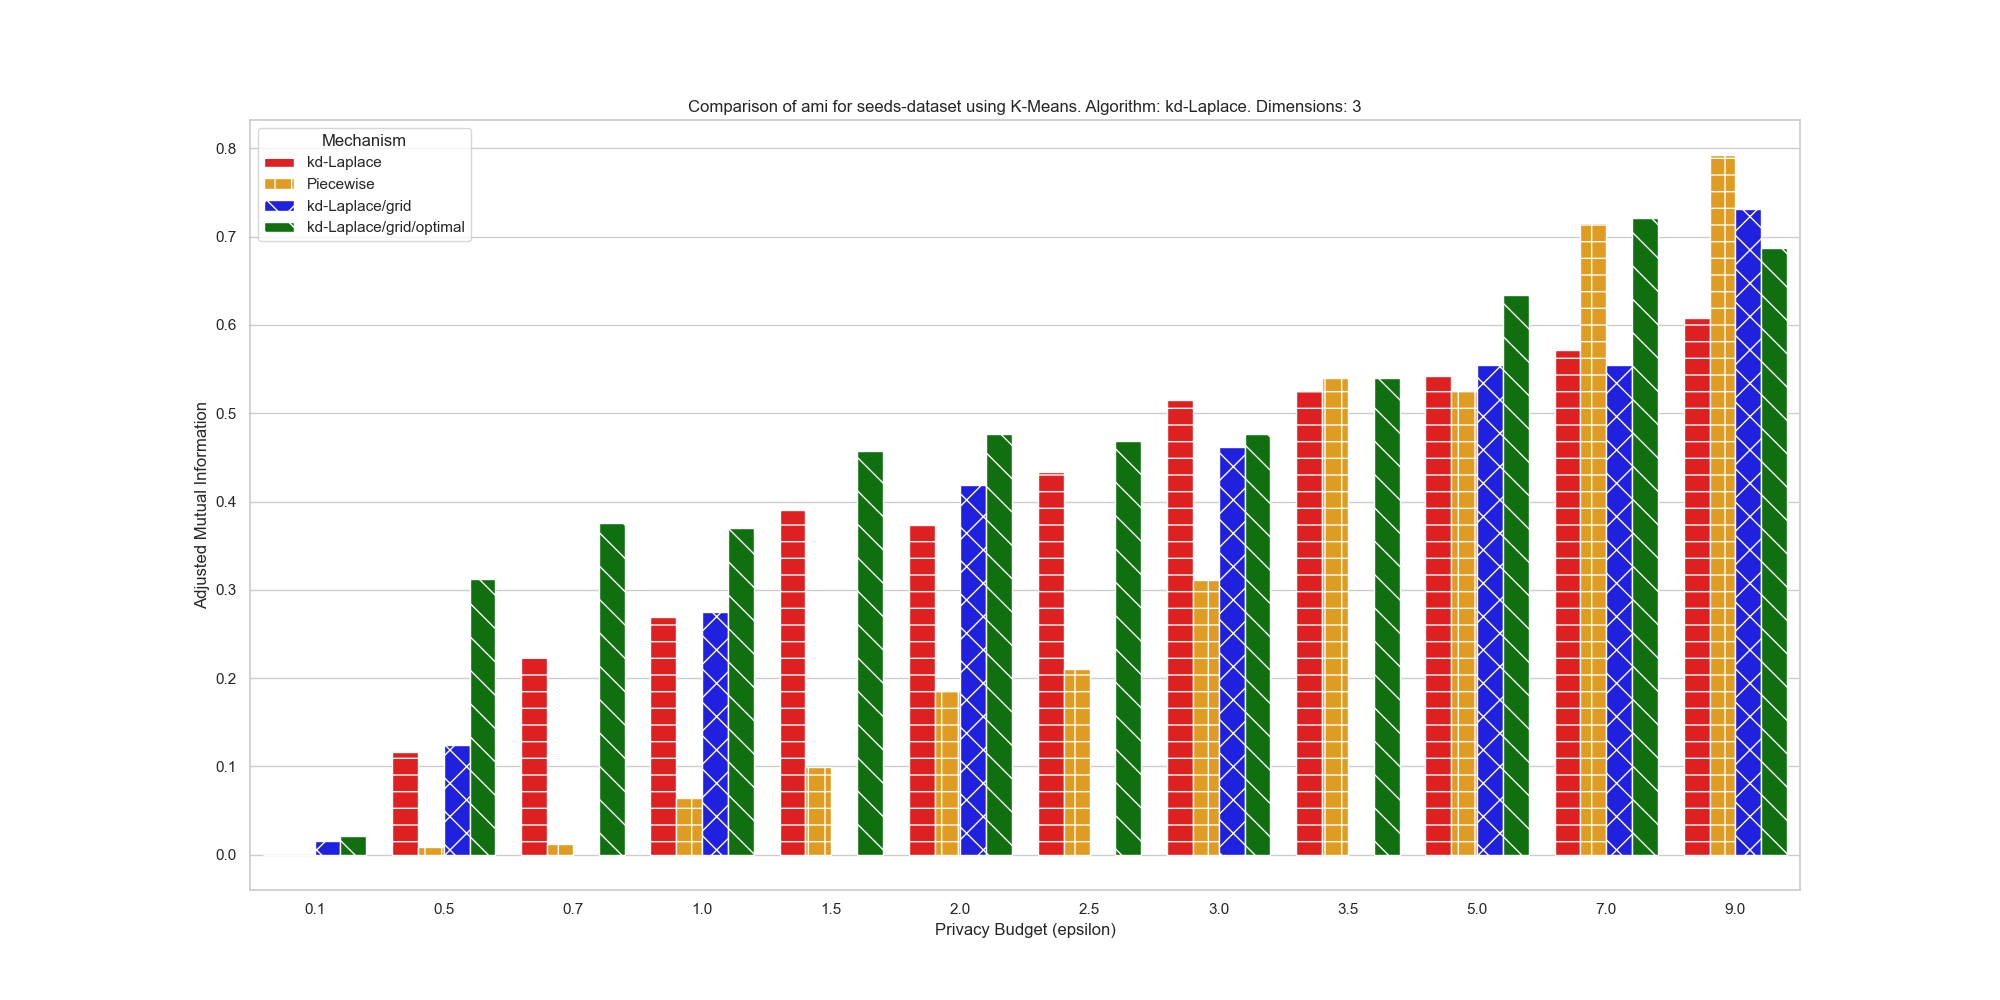 Comparison of ami for seeds-dataset using K-Means. Algorithm: kd-Laplace. Dimensions: 3
Mechanism
kd-Laplace
Piecewise
kd-Laplace/grid
kd-Laplace/grid/optimal
Adjusted Mutual Information
0.8
0.7
0.6
0.5
0.4
0.3
0.2
0.1
0.0
0.1 0.5 0.7 1.0 1.5 2.0 2.5 3.0 3.5 5.0 7.0 9.0
Privacy Budget (epsilon)